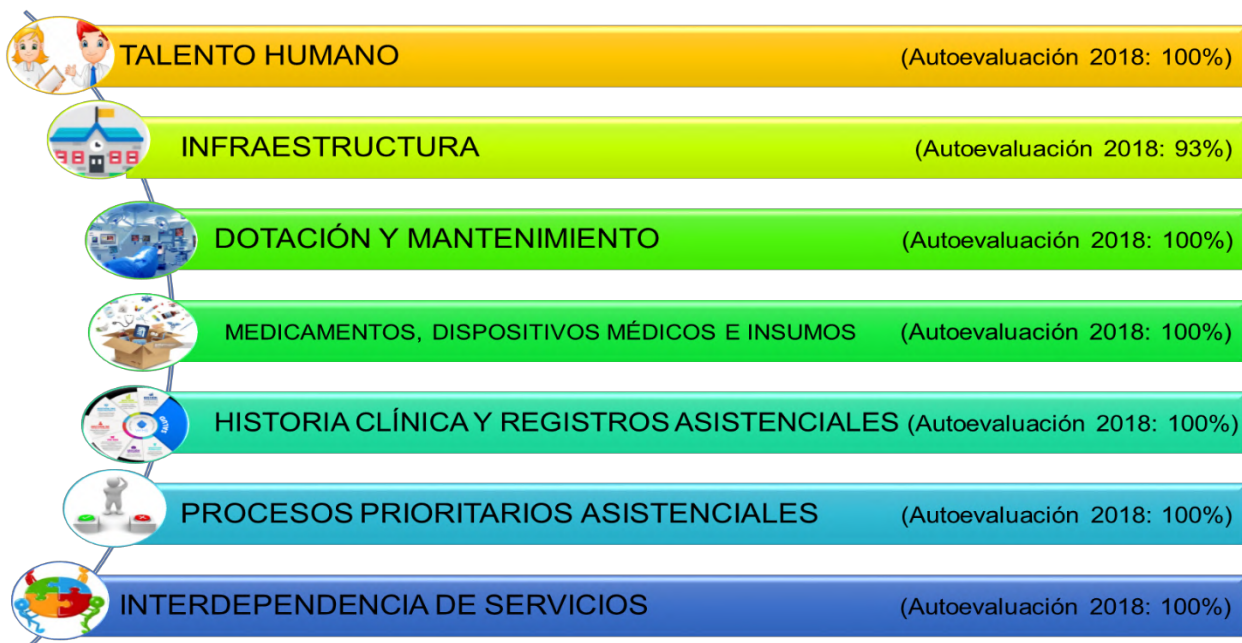 TALENTO HUMANO (Autoevaluación 2018: 100%)
INFRAESTRUCTURA (Autoevaluación 2018: 93%)
DOTACIÓN Y MANTENIMIENTO (Autoevaluación 2018: 100%)
MEDICAMENTOS, DISPOSITIVOS MÉDICOS E INSUMOS (Autoevaluación 2018: 100%)
HISTORIA CLÍNICA Y REGISTROS ASISTENCIALES (Autoevaluación 2018: 100%)
PROCESOS PRIORITARIOS ASISTENCIALES (Autoevaluación 2018: 100%)
INTERDEPENDENCIA DE SERVICIOS (Autoevaluación 2018: 100%)